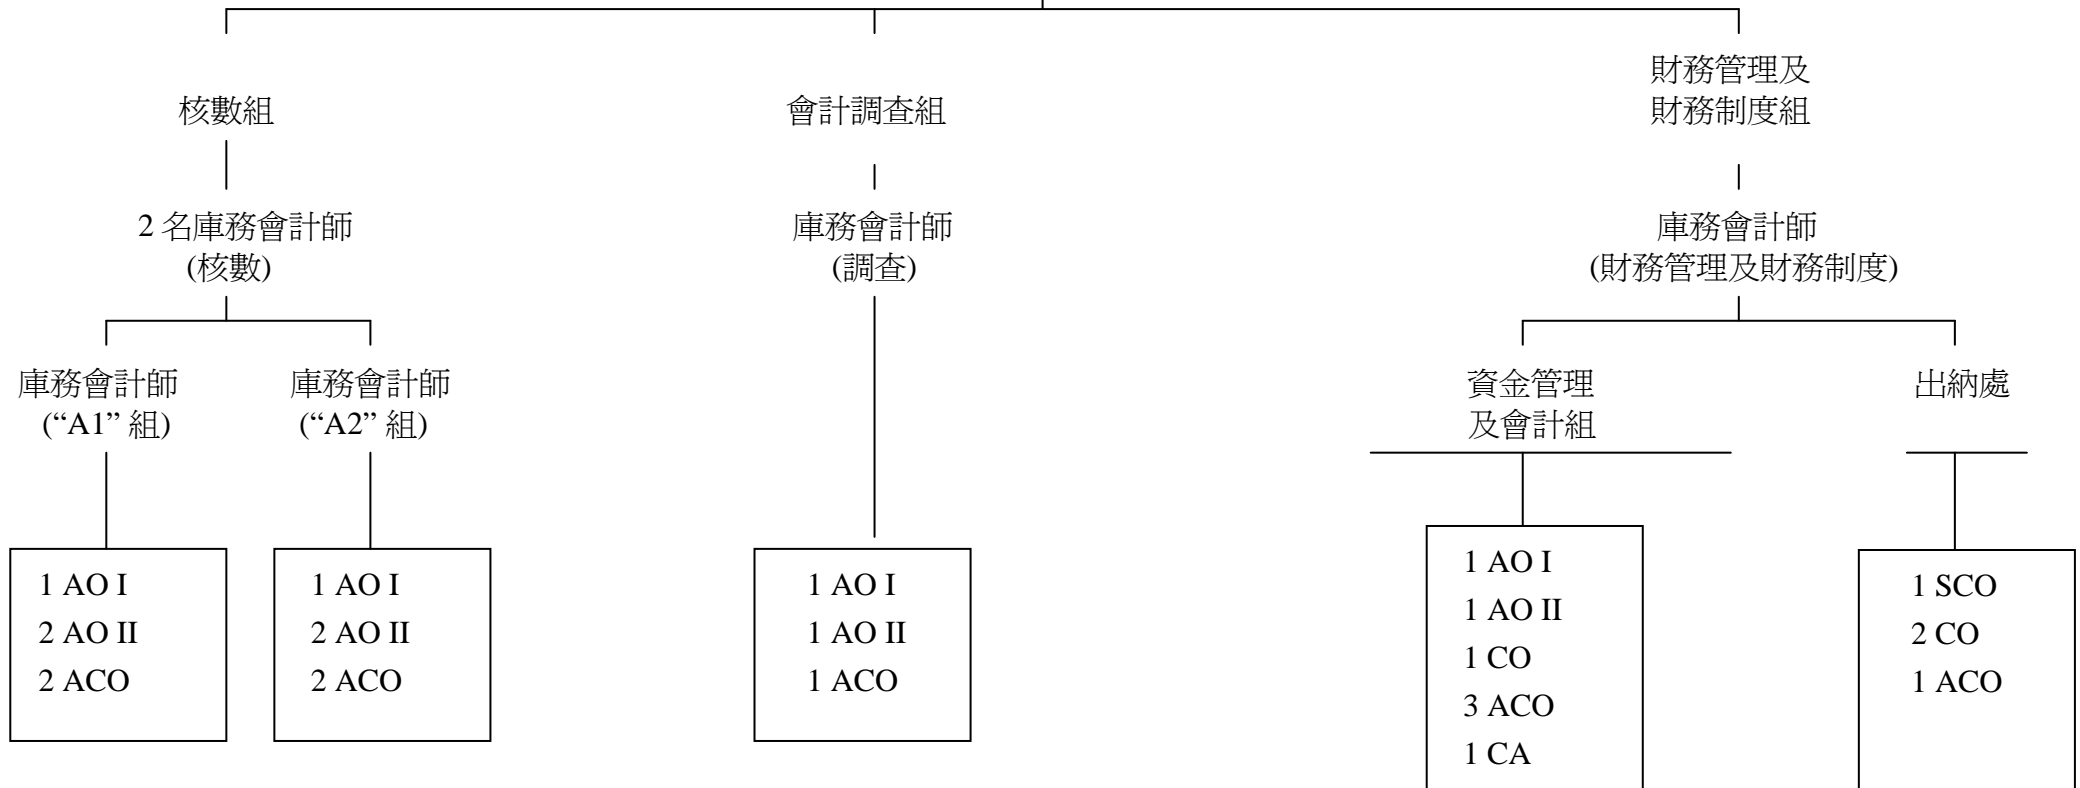 核數組
2 名庫務會計師
(核數)
庫務會計師
(“A1” 組)
1 AO I
2 AO II
2 ACO
庫務會計師
(“A2” 組)
1 AO I
2 AO II
2 ACO
會計調查組
庫務會計師
(調查)
1 AO I
1 AO II
1 ACO
財務管理及
財務制度組
庫務會計師
(財務管理及財務制度)
資金管理
及會計組
1 AO I
1 AO II
1 CO
3 ACO
1 CA
出納處
1 SCO
2 CO
1 ACO